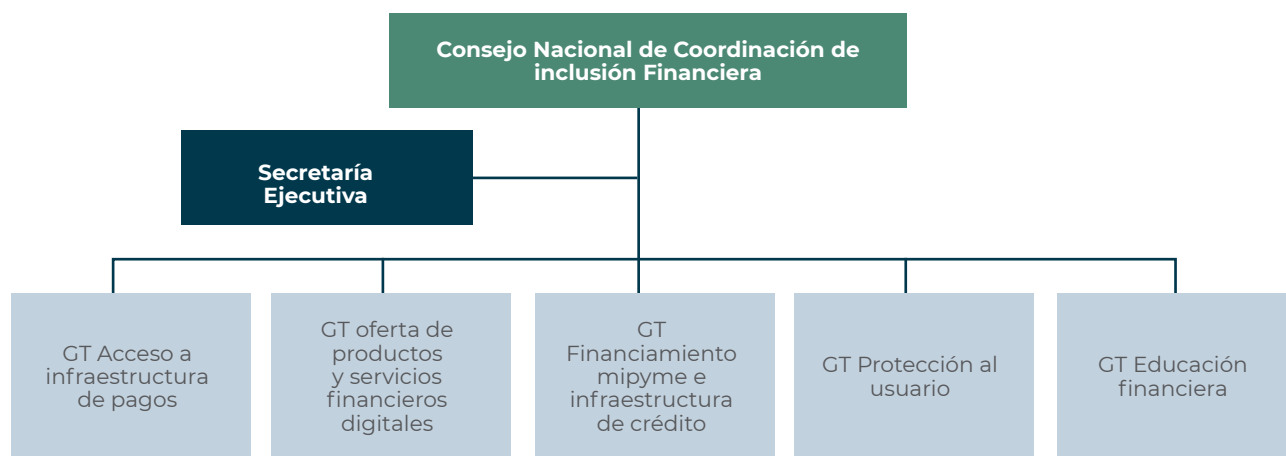 Consejo Nacional de Coordinación de
inclusión Financiera
Secretaría
Ejecutiva
GT Acceso a
infraestructura
de pagos
GT oferta de
productos
y servicios
financieros
digitales
GT
Financiamiento
mipyme e
infraestructura
de crédito
GT Protección al
usuario
GT Educación
financiera